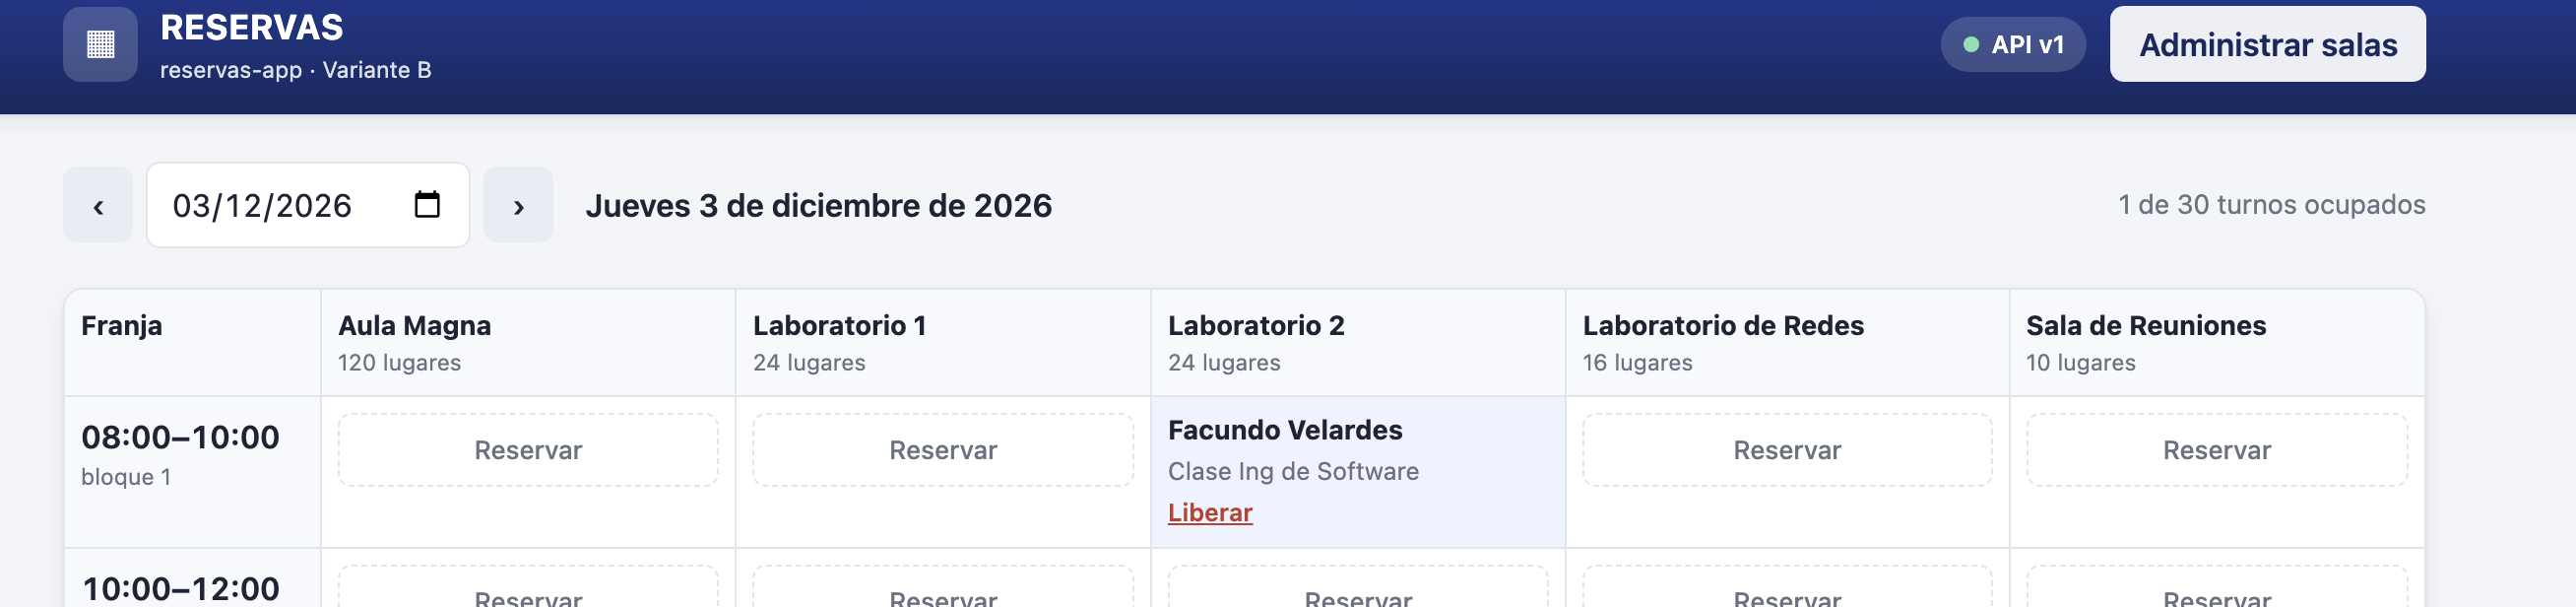 RESERVAS
reservas-app · Variante B
API v1
Administrar salas
‹
03/12/2026
›
Jueves 3 de diciembre de 2026
1 de 30 turnos ocupados
Franja
Aula Magna
120 lugares
Laboratorio 1
24 lugares
Laboratorio 2
24 lugares
Laboratorio de Redes
16 lugares
Sala de Reuniones
10 lugares
08:00–10:00
bloque 1
Reservar
Reservar
Facundo Velardes
Clase Ing de Software
Liberar
Reservar
Reservar
10:00–12:00
Reservar
Reservar
Reservar
Reservar
Reservar